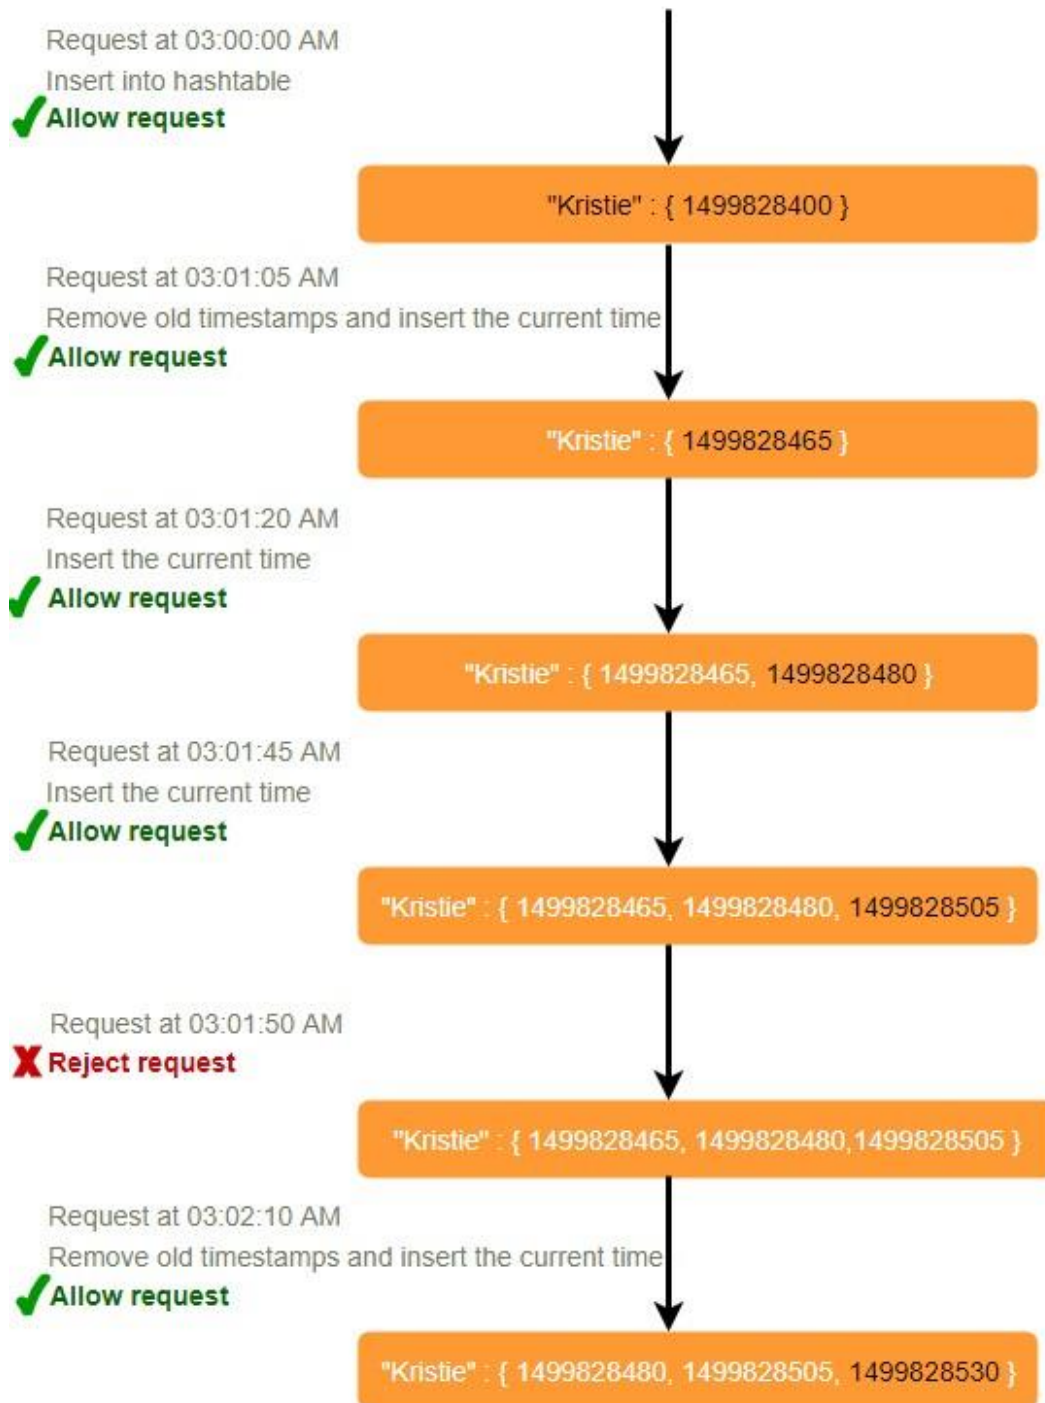 Request at 03:00:00 AM
Insert into hashtable
Allow request
"Kristie" : { 1499828400 }
Request at 03:01:05 AM
Remove old timestamps and insert the current time
Allow request
"Kristie" : { 1499828465 }
Request at 03:01:20 AM
Insert the current time
Allow request
"Kristie" : { 1499828465, 1499828480 }
Request at 03:01:45 AM
Insert the current time
Allow request
"Kristie" : { 1499828465, 1499828480, 1499828505 }
Request at 03:01:50 AM
Reject request
"Kristie" : { 1499828465, 1499828480,1499828505 }
Request at 03:02:10 AM
Remove old timestamps and insert the current time
Allow request
"Kristie" : { 1499828480, 1499828505, 1499828530 }